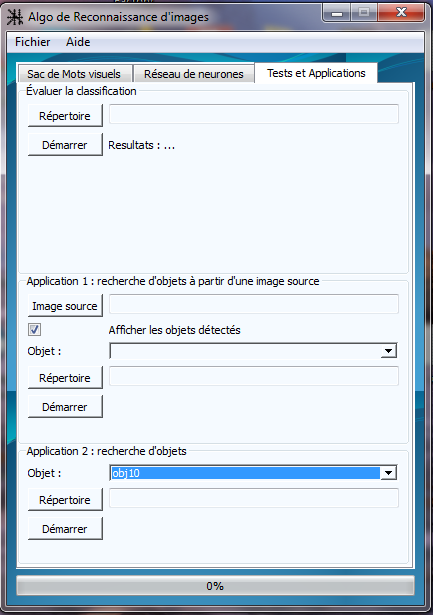 Algo de Reconnaissance d'images
Fichier Aide
Sac de Mots visuels Réseau de neurones Tests et Applications
Évaluer la classification
Répertoire
Démarrer Resultats : ...
Application 1 : recherche d'objets à partir d'une image source
Image source
Afficher les objets détectés
Objet :
Répertoire
Démarrer
Application 2 : recherche d'objets
Objet : obj10
Répertoire
Démarrer
0%